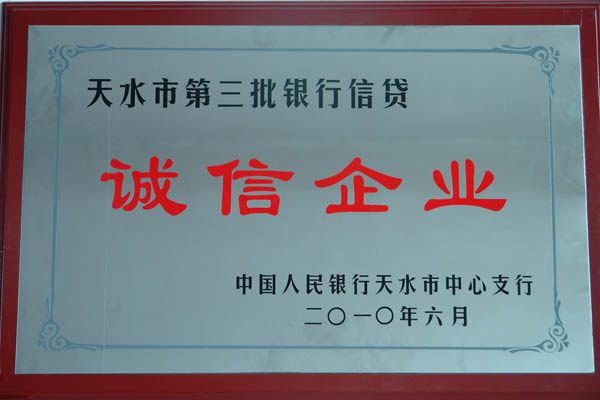 天水市第三批银行信贷
诚信企业
中国人民银行天水市中心支行
二〇一〇年六月